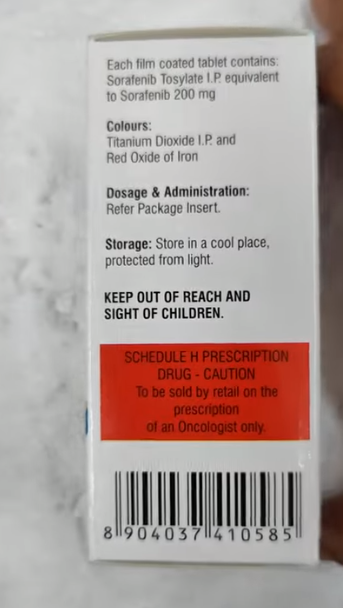 Each film coated tablet contains:
Sorafenib Tosylate I.P. equivalent
to Sorafenib 200 mg
Colours:
Titanium Dioxide I.P. and
Red Oxide of Iron
Dosage & Administration:
Refer Package Insert.
Storage: Store in a cool place,
protected from light.
KEEP OUT OF REACH AND
SIGHT OF CHILDREN.
SCHEDULE H PRESCRIPTION
DRUG - CAUTION
To be sold by retail on the
prescription
of an Oncologist only.
8 904037 410585